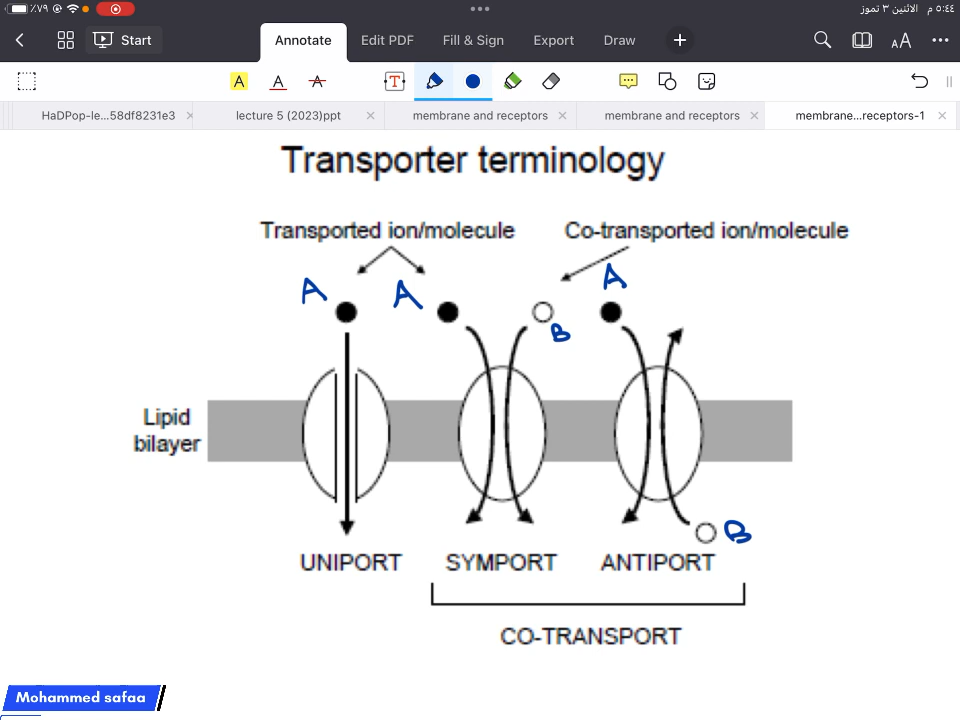 ٪٧٩ الاثنين ٣ تموز ٥:٤٤ م
Start Annotate Edit PDF Fill & Sign Export Draw
HaDPop-le...58df8231e3 lecture 5 (2023)ppt membrane and receptors membrane and receptors membrane...receptors-1
Transporter terminology
Transported ion/molecule Co-transported ion/molecule
A A A
B
Lipid
bilayer
B
UNIPORT SYMPORT ANTIPORT
CO-TRANSPORT
Mohammed safaa